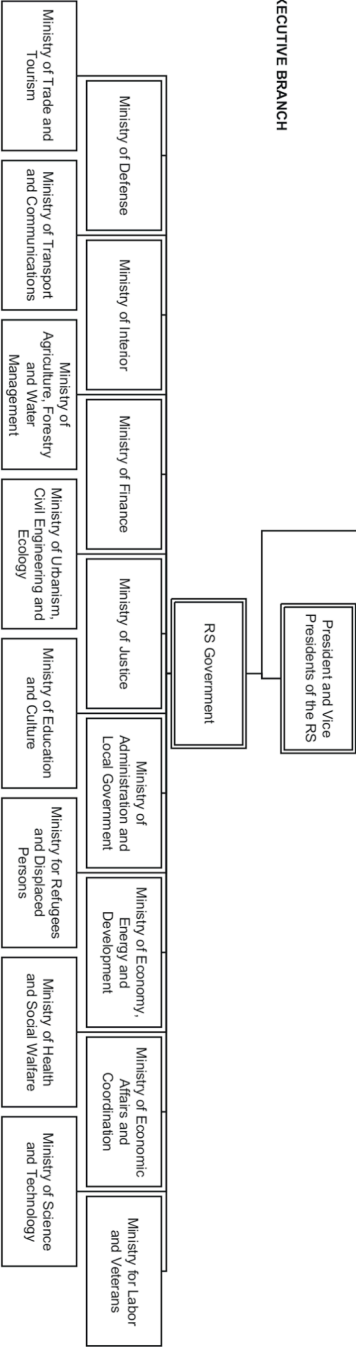 XECUTIVE BRANCH
President and Vice
Presidents of the RS
RS Government
Ministry of Defense
Ministry of Interior
Ministry of Finance
Ministry of Justice
Ministry of
Administration and
Local Government
Ministry of Economy,
Energy and
Development
Ministry of Economic
Affairs and
Coordination
Ministry for Labor
and Veterans
Ministry of Trade and
Tourism
Ministry of Transport
and Communications
Ministry of
Agriculture, Forestry
and Water
Management
Ministry of Urbanism,
Civil Engineering and
Ecology
Ministry of Education
and Culture
Ministry for Refugees
and Displaced
Persons
Ministry of Health
and Social Walfare
Ministry of Science
and Technology